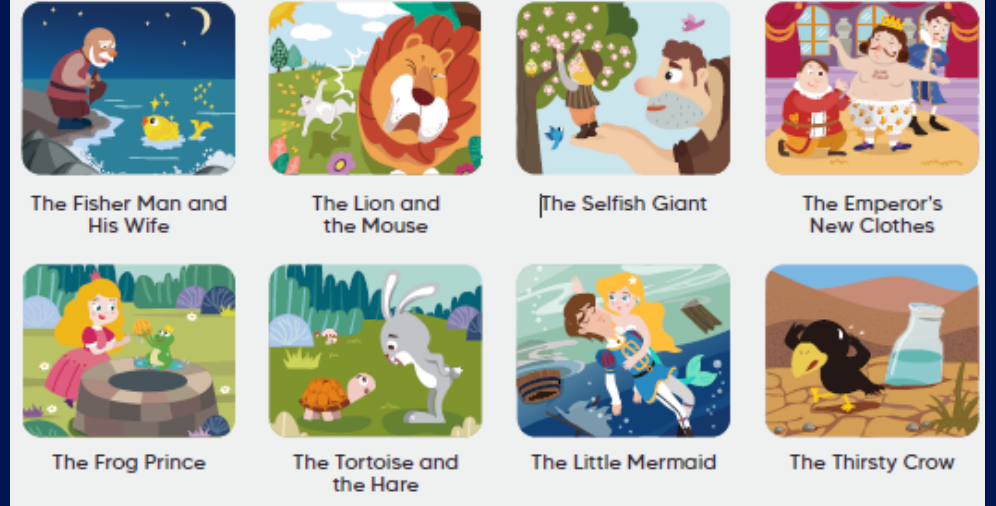 The Fisher Man and
His Wife
The Lion and
the Mouse
The Selfish Giant
The Emperor's
New Clothes
The Frog Prince
The Tortoise and
the Hare
The Little Mermaid
The Thirsty Crow